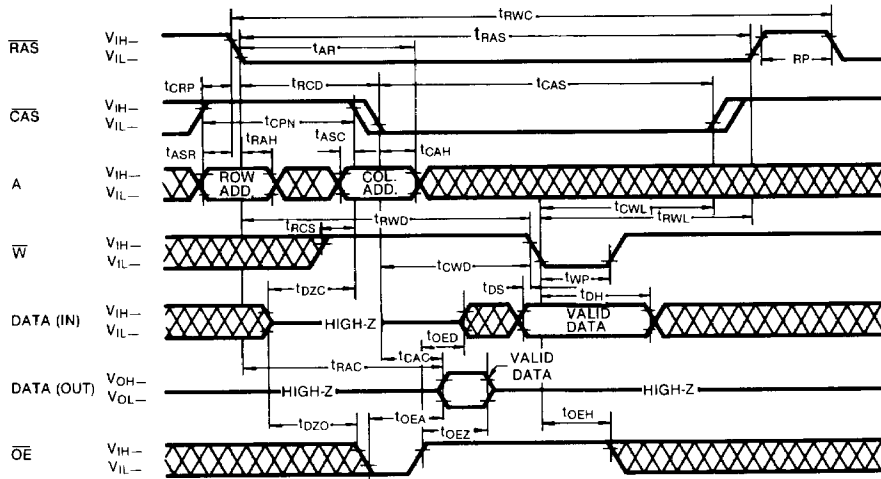 tRWC
RAS
VIH—
VIL—
tAR
tRAS
RP
tCRP
tRCD
tCAS
CAS
VIH—
VIL—
tCPN
tASR
tRAH
tASC
tCAH
A
VIH—
VIL—
ROW ADD.
COL. ADD.
tCWL
tRWL
tRWD
tRCS
W
VIH—
VIL—
tCWD
tWP
tDZC
tDS
tDH
DATA (IN)
VIH—
VIL—
HIGH-Z
VALID DATA
tOED
tCAC
tRAC
VALID DATA
DATA (OUT)
VOH—
VOL—
HIGH-Z
HIGH-Z
tDZO
tOEA
tOEZ
tOEH
OE
VIH—
VIL—